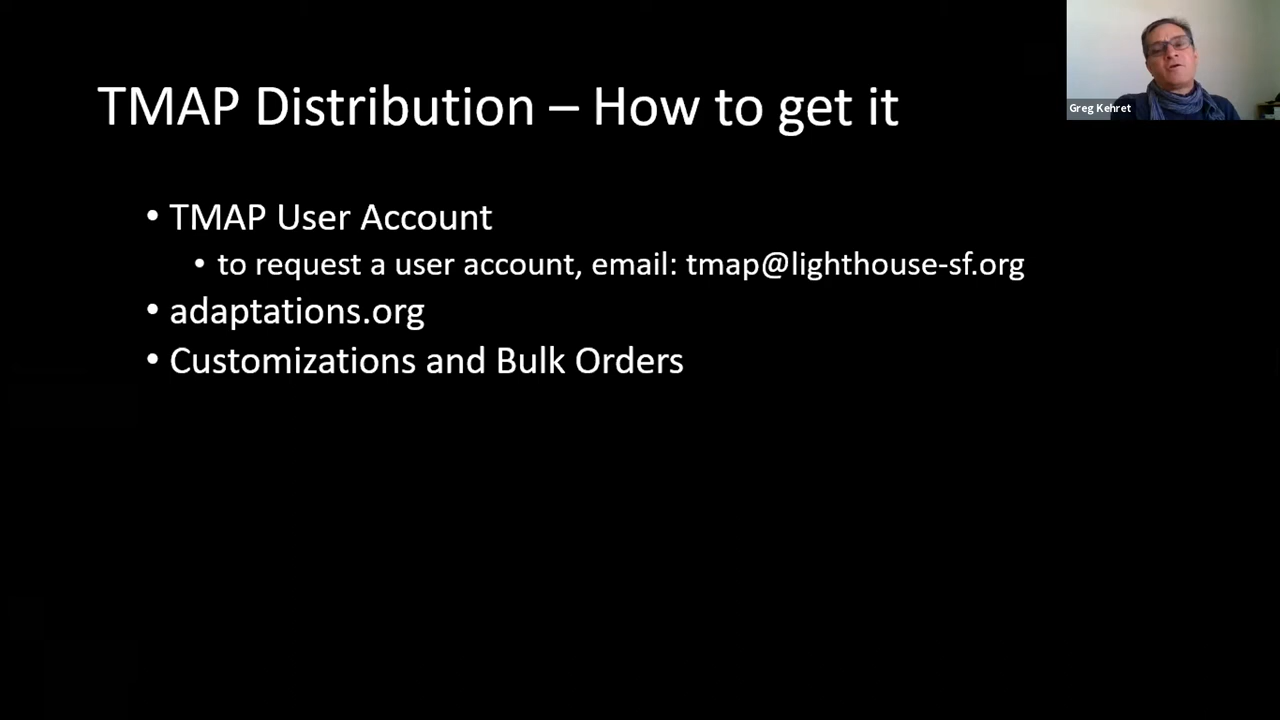 TMAP Distribution – How to get it
Greg Kehret
• TMAP User Account
• to request a user account, email: tmap@lighthouse-sf.org
• adaptations.org
• Customizations and Bulk Orders